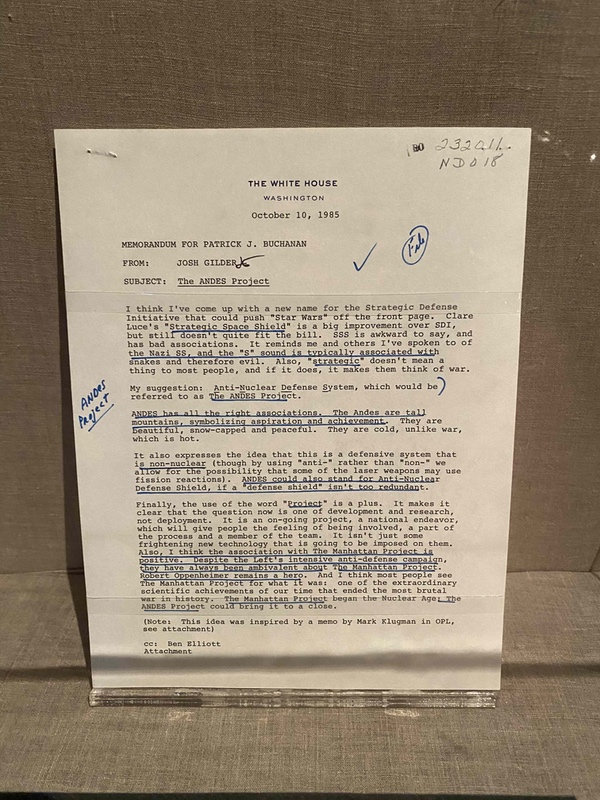 232011
ND018
THE WHITE HOUSE
WASHINGTON
October 10, 1985
File
MEMORANDUM FOR PATRICK J. BUCHANAN
FROM: JOSH GILDER
SUBJECT: The ANDES Project
I think I've come up with a new name for the Strategic Defense
Initiative that could push "Star Wars" off the front page. Clare
Luce's "Strategic Space Shield" is a big improvement over SDI,
but still doesn't quite fit the bill. SSS is awkward to say, and
has bad associations. It reminds me and others I've spoken to of
the Nazi SS, and the "S" sound is typically associated with
snakes and therefore evil. Also, "strategic" doesn't mean a
thing to most people, and if it does, it makes them think of war.
My suggestion: Anti-Nuclear Defense System, which would be
referred to as The ANDES Project.
ANDES
Project
ANDES has all the right associations. The Andes are tall
mountains, symbolizing aspiration and achievement. They are
beautiful, snow-capped and peaceful. They are cold, unlike war,
which is hot.
It also expresses the idea that this is a defensive system that
is non-nuclear (though by using "anti-" rather than "non-" we
allow for the possibility that some of the laser weapons may use
fission reactions). ANDES could also stand for Anti-Nuclear
Defense Shield, if a "defense shield" isn't too redundant.
Finally, the use of the word "Project" is a plus. It makes it
clear that the question now is one of development and research,
not deployment. It is an on-going project, a national endeavor,
which will give people the feeling of being involved, a part of
the process and a member of the team. It isn't just some
frightening new technology that is going to be imposed on them.
Also, I think the association with The Manhattan Project is
positive. Despite the Left's intensive anti-defense campaign,
they have always been ambivalent about The Manhattan Project.
Robert Oppenheimer remains a hero. And I think most people see
The Manhattan Project for what it was: one of the extraordinary
scientific achievements of our time that ended the most brutal
war in history. The Manhattan Project began the Nuclear Age; The
ANDES Project could bring it to a close.
(Note: This idea was inspired by a memo by Mark Klugman in OPL,
see attachment)
cc: Ben Elliott
Attachment